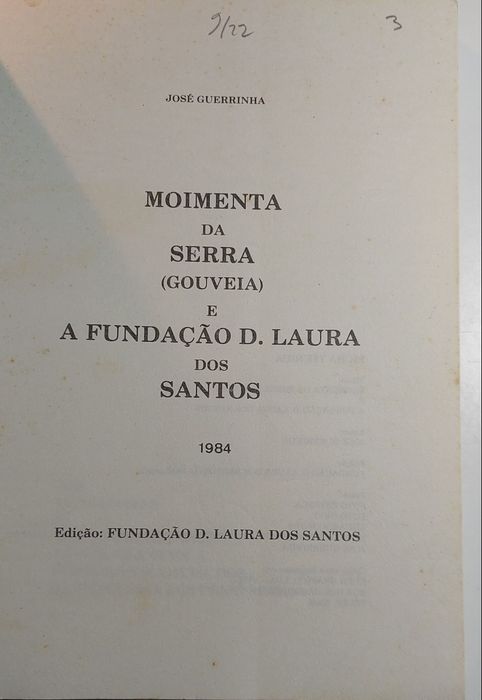 9/22
3
JOSÉ GUERRINHA
MOIMENTA
DA
SERRA
(GOUVEIA)
E
A FUNDAÇÃO D. LAURA
DOS
SANTOS
1984
Edição: FUNDAÇÃO D. LAURA DOS SANTOS